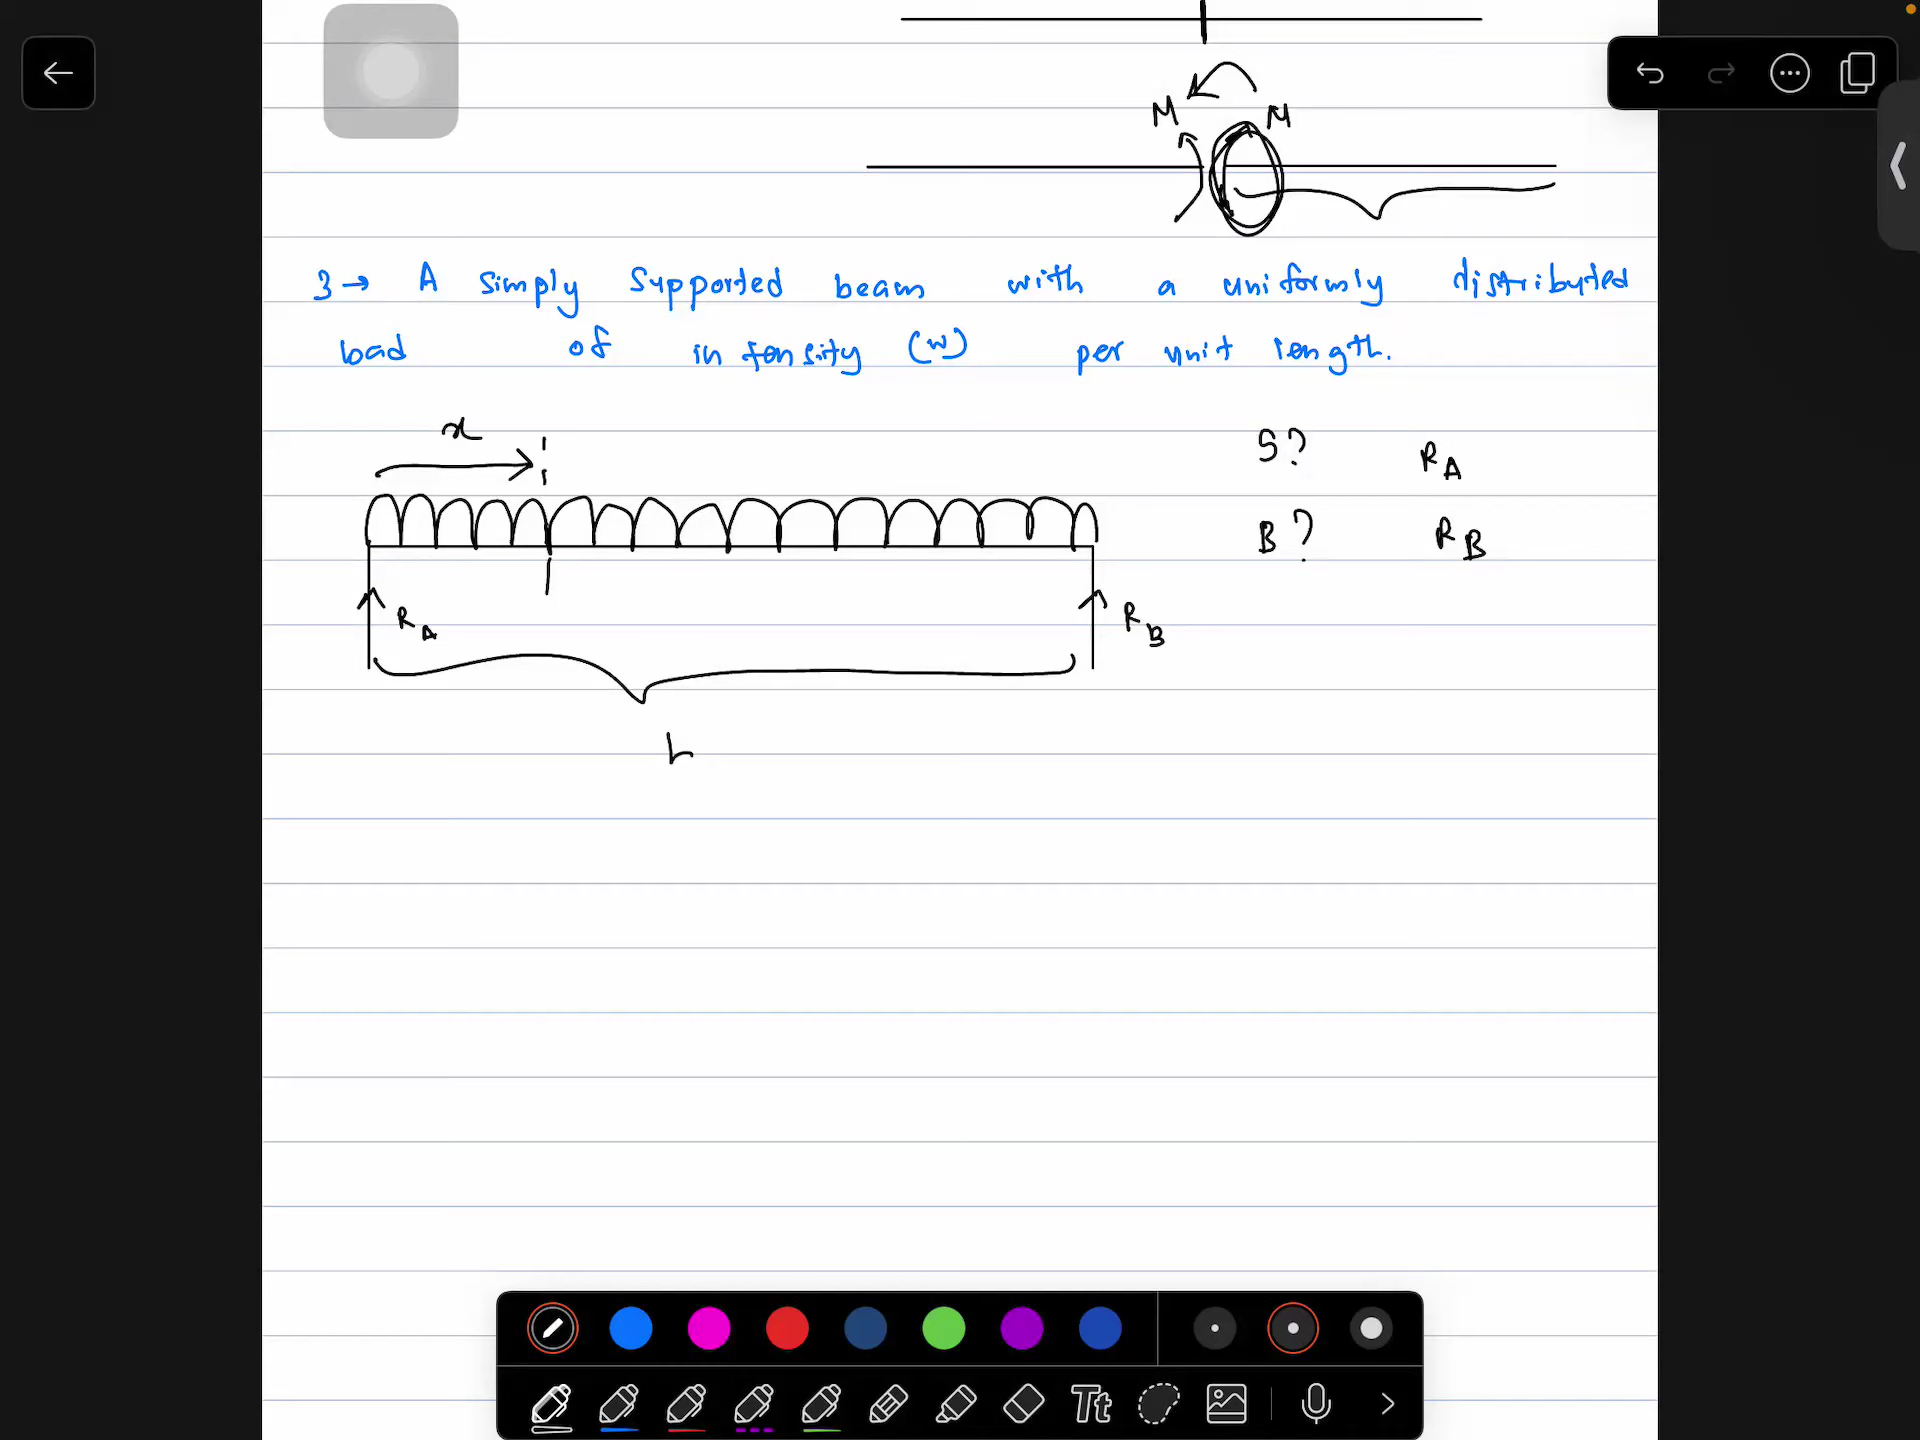 M M
3→ A simply supported beam with a uniformly distributed
load of intensity (w) per unit length.
x
S? RA
B? RB
RA RB
L
Tt